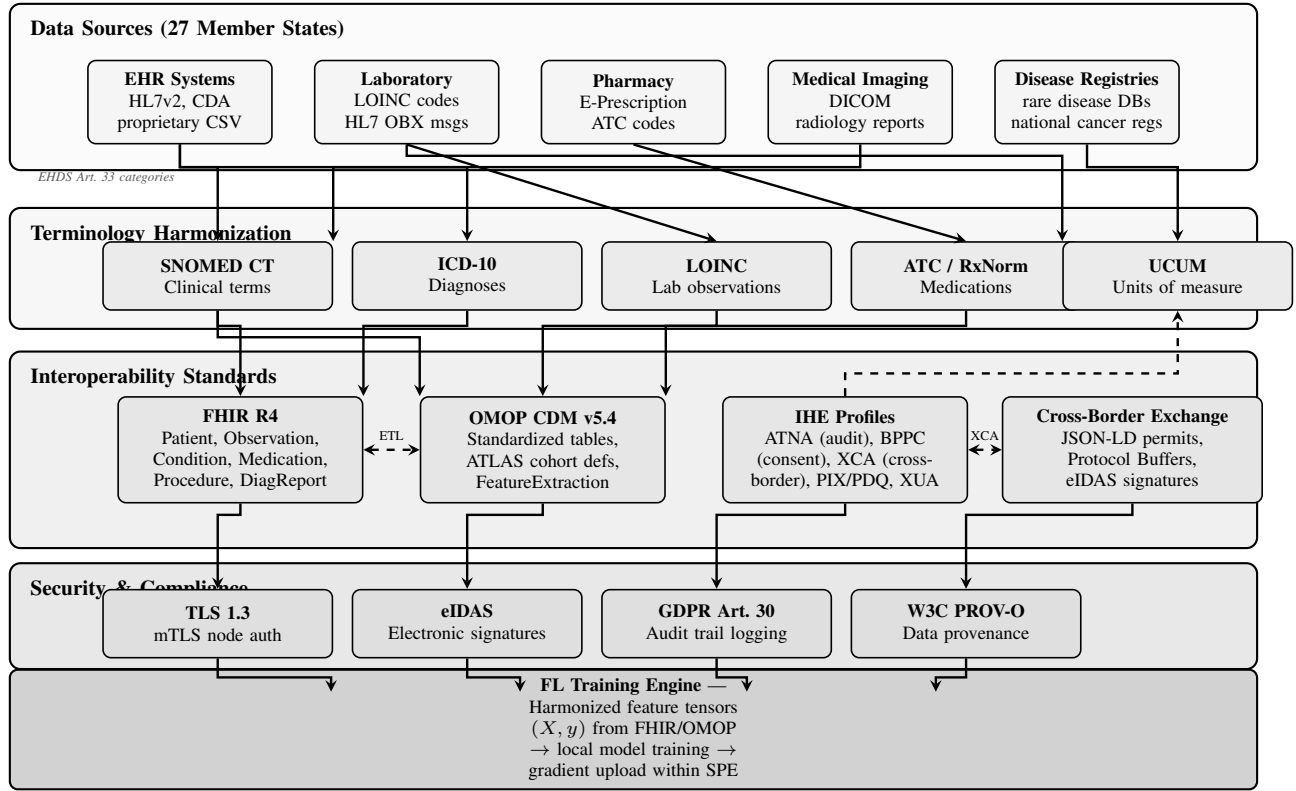 Data Sources (27 Member States)
EHR Systems
HL7v2, CDA
proprietary CSV
Laboratory
LOINC codes
HL7 OBX msgs
Pharmacy
E-Prescription
ATC codes
Medical Imaging
DICOM
radiology reports
Disease Registries
rare disease DBs
national cancer regs
EHDS Art. 33 categories
Terminology Harmonization
SNOMED CT
Clinical terms
ICD-10
Diagnoses
LOINC
Lab observations
ATC / RxNorm
Medications
UCUM
Units of measure
Interoperability Standards
FHIR R4
Patient, Observation,
Condition, Medication,
Procedure, DiagReport
ETL
OMOP CDM v5.4
Standardized tables,
ATLAS cohort defs,
FeatureExtraction
IHE Profiles
ATNA (audit), BPPC
(consent), XCA (cross-
border), PIX/PDQ, XUA
XCA
Cross-Border Exchange
JSON-LD permits,
Protocol Buffers,
eIDAS signatures
Security & Compliance
TLS 1.3
mTLS node auth
eIDAS
Electronic signatures
GDPR Art. 30
Audit trail logging
W3C PROV-O
Data provenance
FL Training Engine —
Harmonized feature tensors
(X, y) from FHIR/OMOP
→ local model training →
gradient upload within SPE